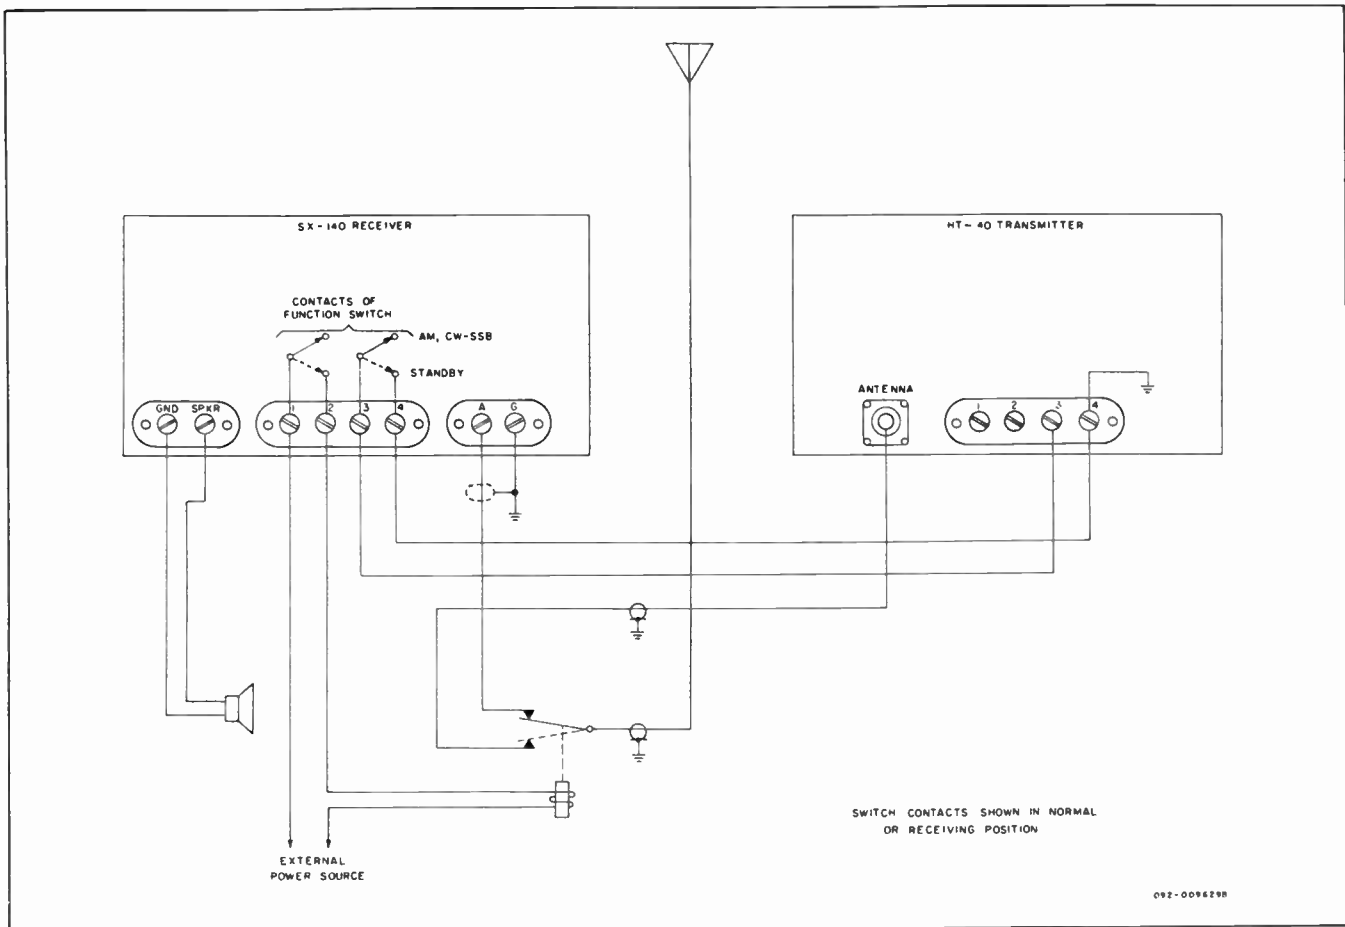 SX-140 RECEIVER
CONTACTS OF
FUNCTION SWITCH
AM, CW-SSB
STANDBY
GND SPKR
1 2 3 4
A G
HT-40 TRANSMITTER
ANTENNA
1 2 3 4
EXTERNAL
POWER SOURCE
SWITCH CONTACTS SHOWN IN NORMAL
OR RECEIVING POSITION
092-009629B